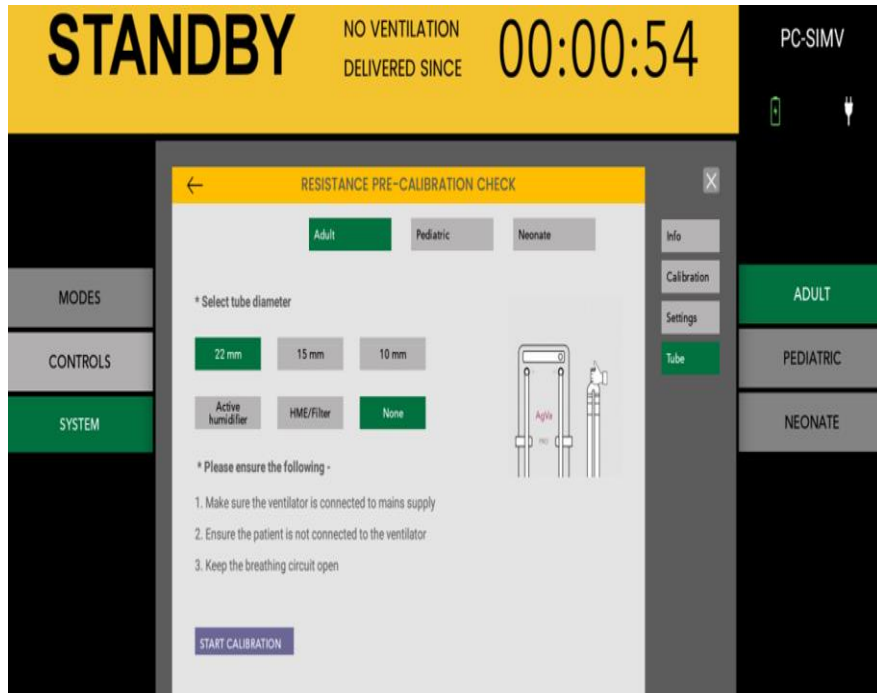 STANDBY
NO VENTILATION
DELIVERED SINCE
00:00:54
PC-SIMV
RESISTANCE PRE-CALIBRATION CHECK
Adult
Pediatric
Neonate
Info
Calibration
Settings
Tube
* Select tube diameter
22 mm
15 mm
10 mm
Active
humidifier
HME/Filter
None
AgVa
PRO
* Please ensure the following -
1. Make sure the ventilator is connected to mains supply
2. Ensure the patient is not connected to the ventilator
3. Keep the breathing circuit open
START CALIBRATION
MODES
CONTROLS
SYSTEM
ADULT
PEDIATRIC
NEONATE